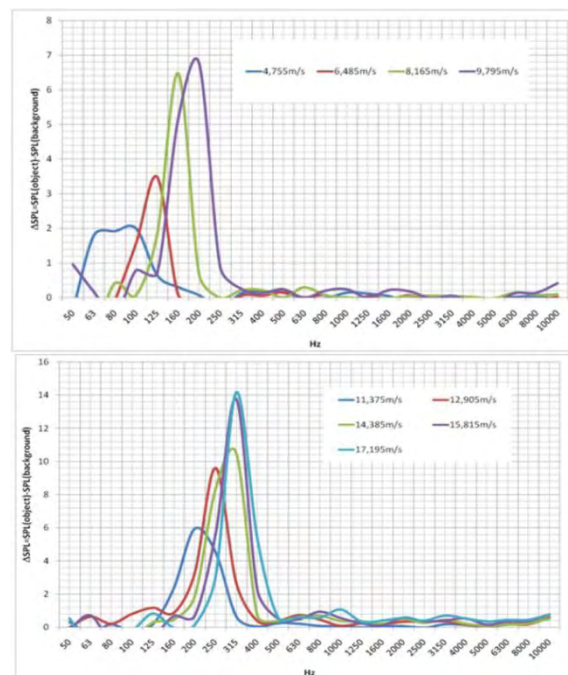 8
7
6
5
4
3
2
1
0
ΔSPL=SPL(object)-SPL(background)
4,755m/s 6,485m/s 8,165m/s 9,795m/s
50 63 80 100 125 160 200 250 315 400 500 630 800 1000 1250 1600 2000 2500 3150 4000 5000 6300 8000 10000
Hz
16
14
12
10
8
6
4
2
0
ΔSPL=SPL(object)-SPL(background)
11,375m/s 12,905m/s
14,385m/s 15,815m/s
17,195m/s
50 63 80 100 125 160 200 250 315 400 500 630 800 1000 1250 1600 2000 2500 3150 4000 5000 6300 8000 10000
Hz